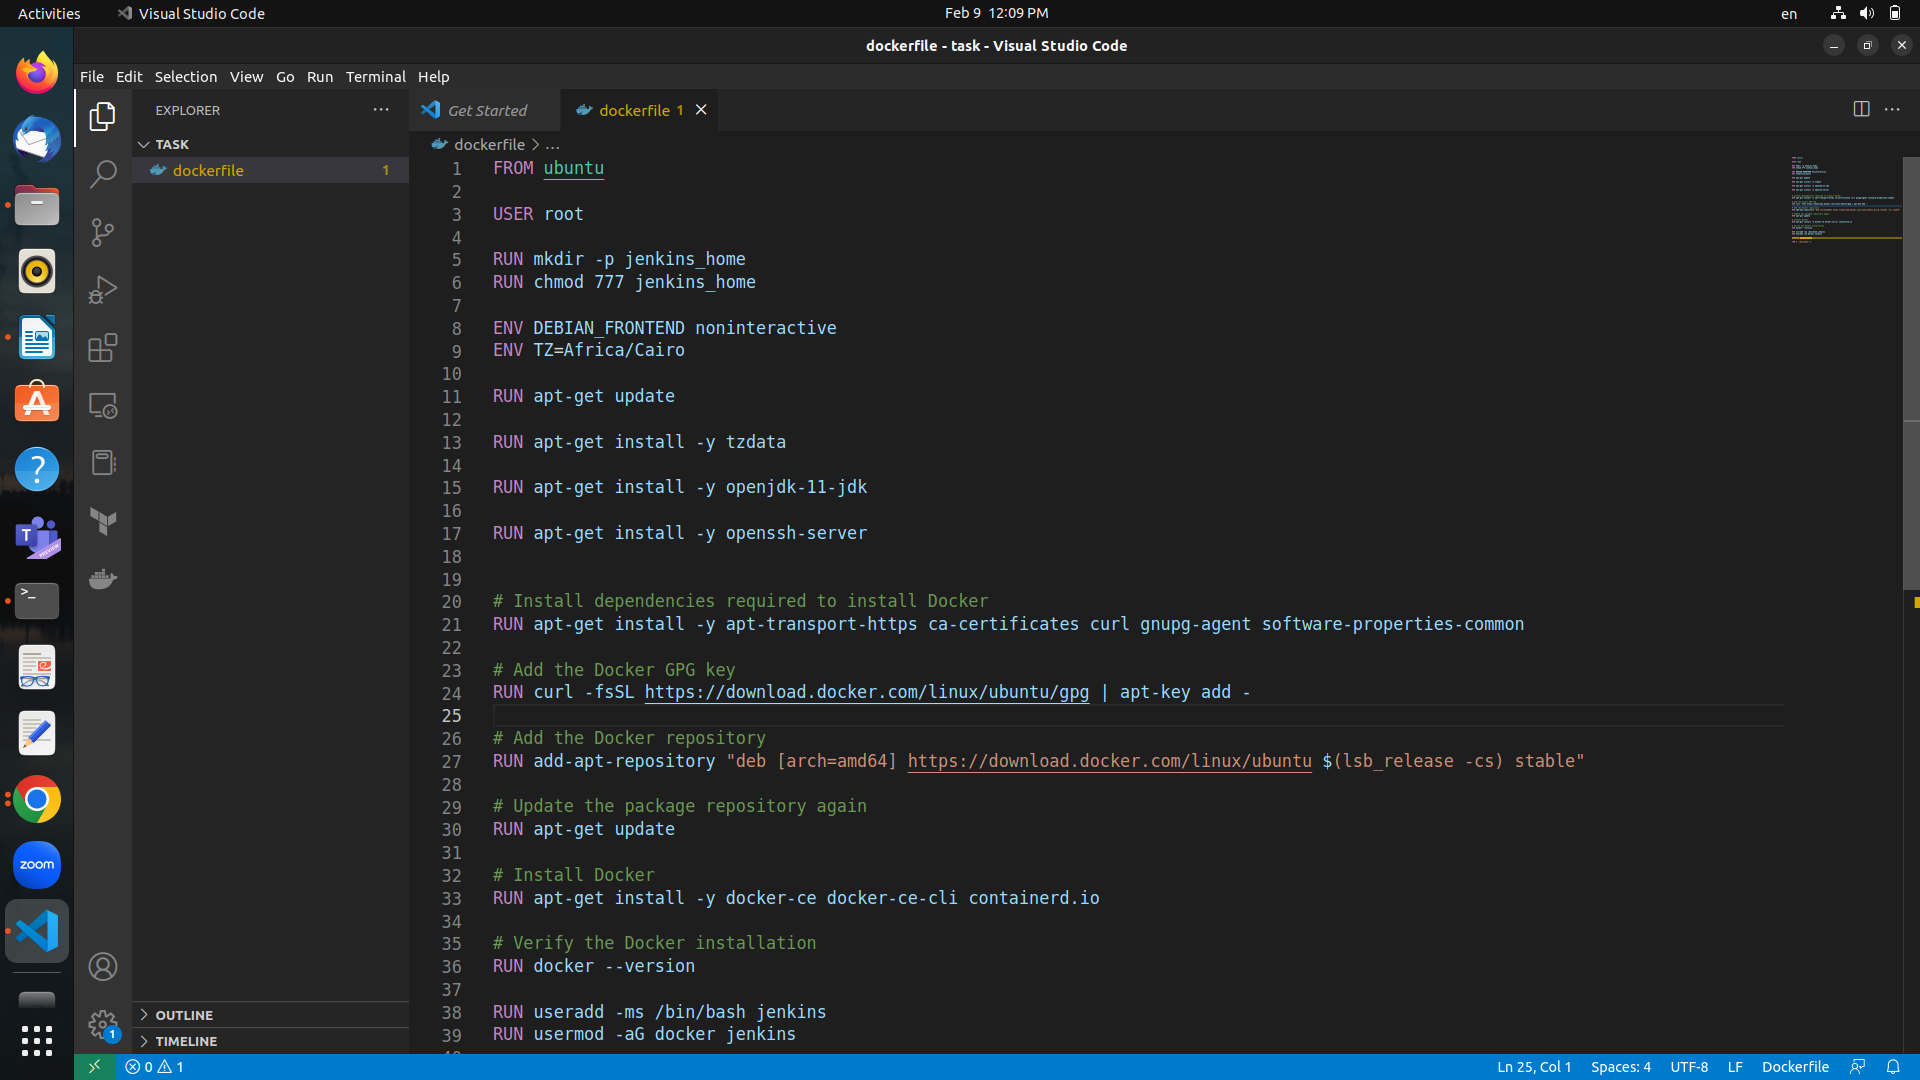 Activities
Visual Studio Code
Feb 9 12:09 PM
en
dockerfile - task - Visual Studio Code
File Edit Selection View Go Run Terminal Help
EXPLORER
TASK
dockerfile 1
Get Started
dockerfile 1
dockerfile > ...
1 FROM ubuntu
2
3 USER root
4
5 RUN mkdir -p jenkins_home
6 RUN chmod 777 jenkins_home
7
8 ENV DEBIAN_FRONTEND noninteractive
9 ENV TZ=Africa/Cairo
10
11 RUN apt-get update
12
13 RUN apt-get install -y tzdata
14
15 RUN apt-get install -y openjdk-11-jdk
16
17 RUN apt-get install -y openssh-server
18
19
20 # Install dependencies required to install Docker
21 RUN apt-get install -y apt-transport-https ca-certificates curl gnupg-agent software-properties-common
22
23 # Add the Docker GPG key
24 RUN curl -fsSL https://download.docker.com/linux/ubuntu/gpg | apt-key add -
25
26 # Add the Docker repository
27 RUN add-apt-repository "deb [arch=amd64] https://download.docker.com/linux/ubuntu $(lsb_release -cs) stable"
28
29 # Update the package repository again
30 RUN apt-get update
31
32 # Install Docker
33 RUN apt-get install -y docker-ce docker-ce-cli containerd.io
34
35 # Verify the Docker installation
36 RUN docker --version
37
38 RUN useradd -ms /bin/bash jenkins
39 RUN usermod -aG docker jenkins
OUTLINE
TIMELINE
zoom
1
0 1
Ln 25, Col 1
Spaces: 4
UTF-8
LF
Dockerfile